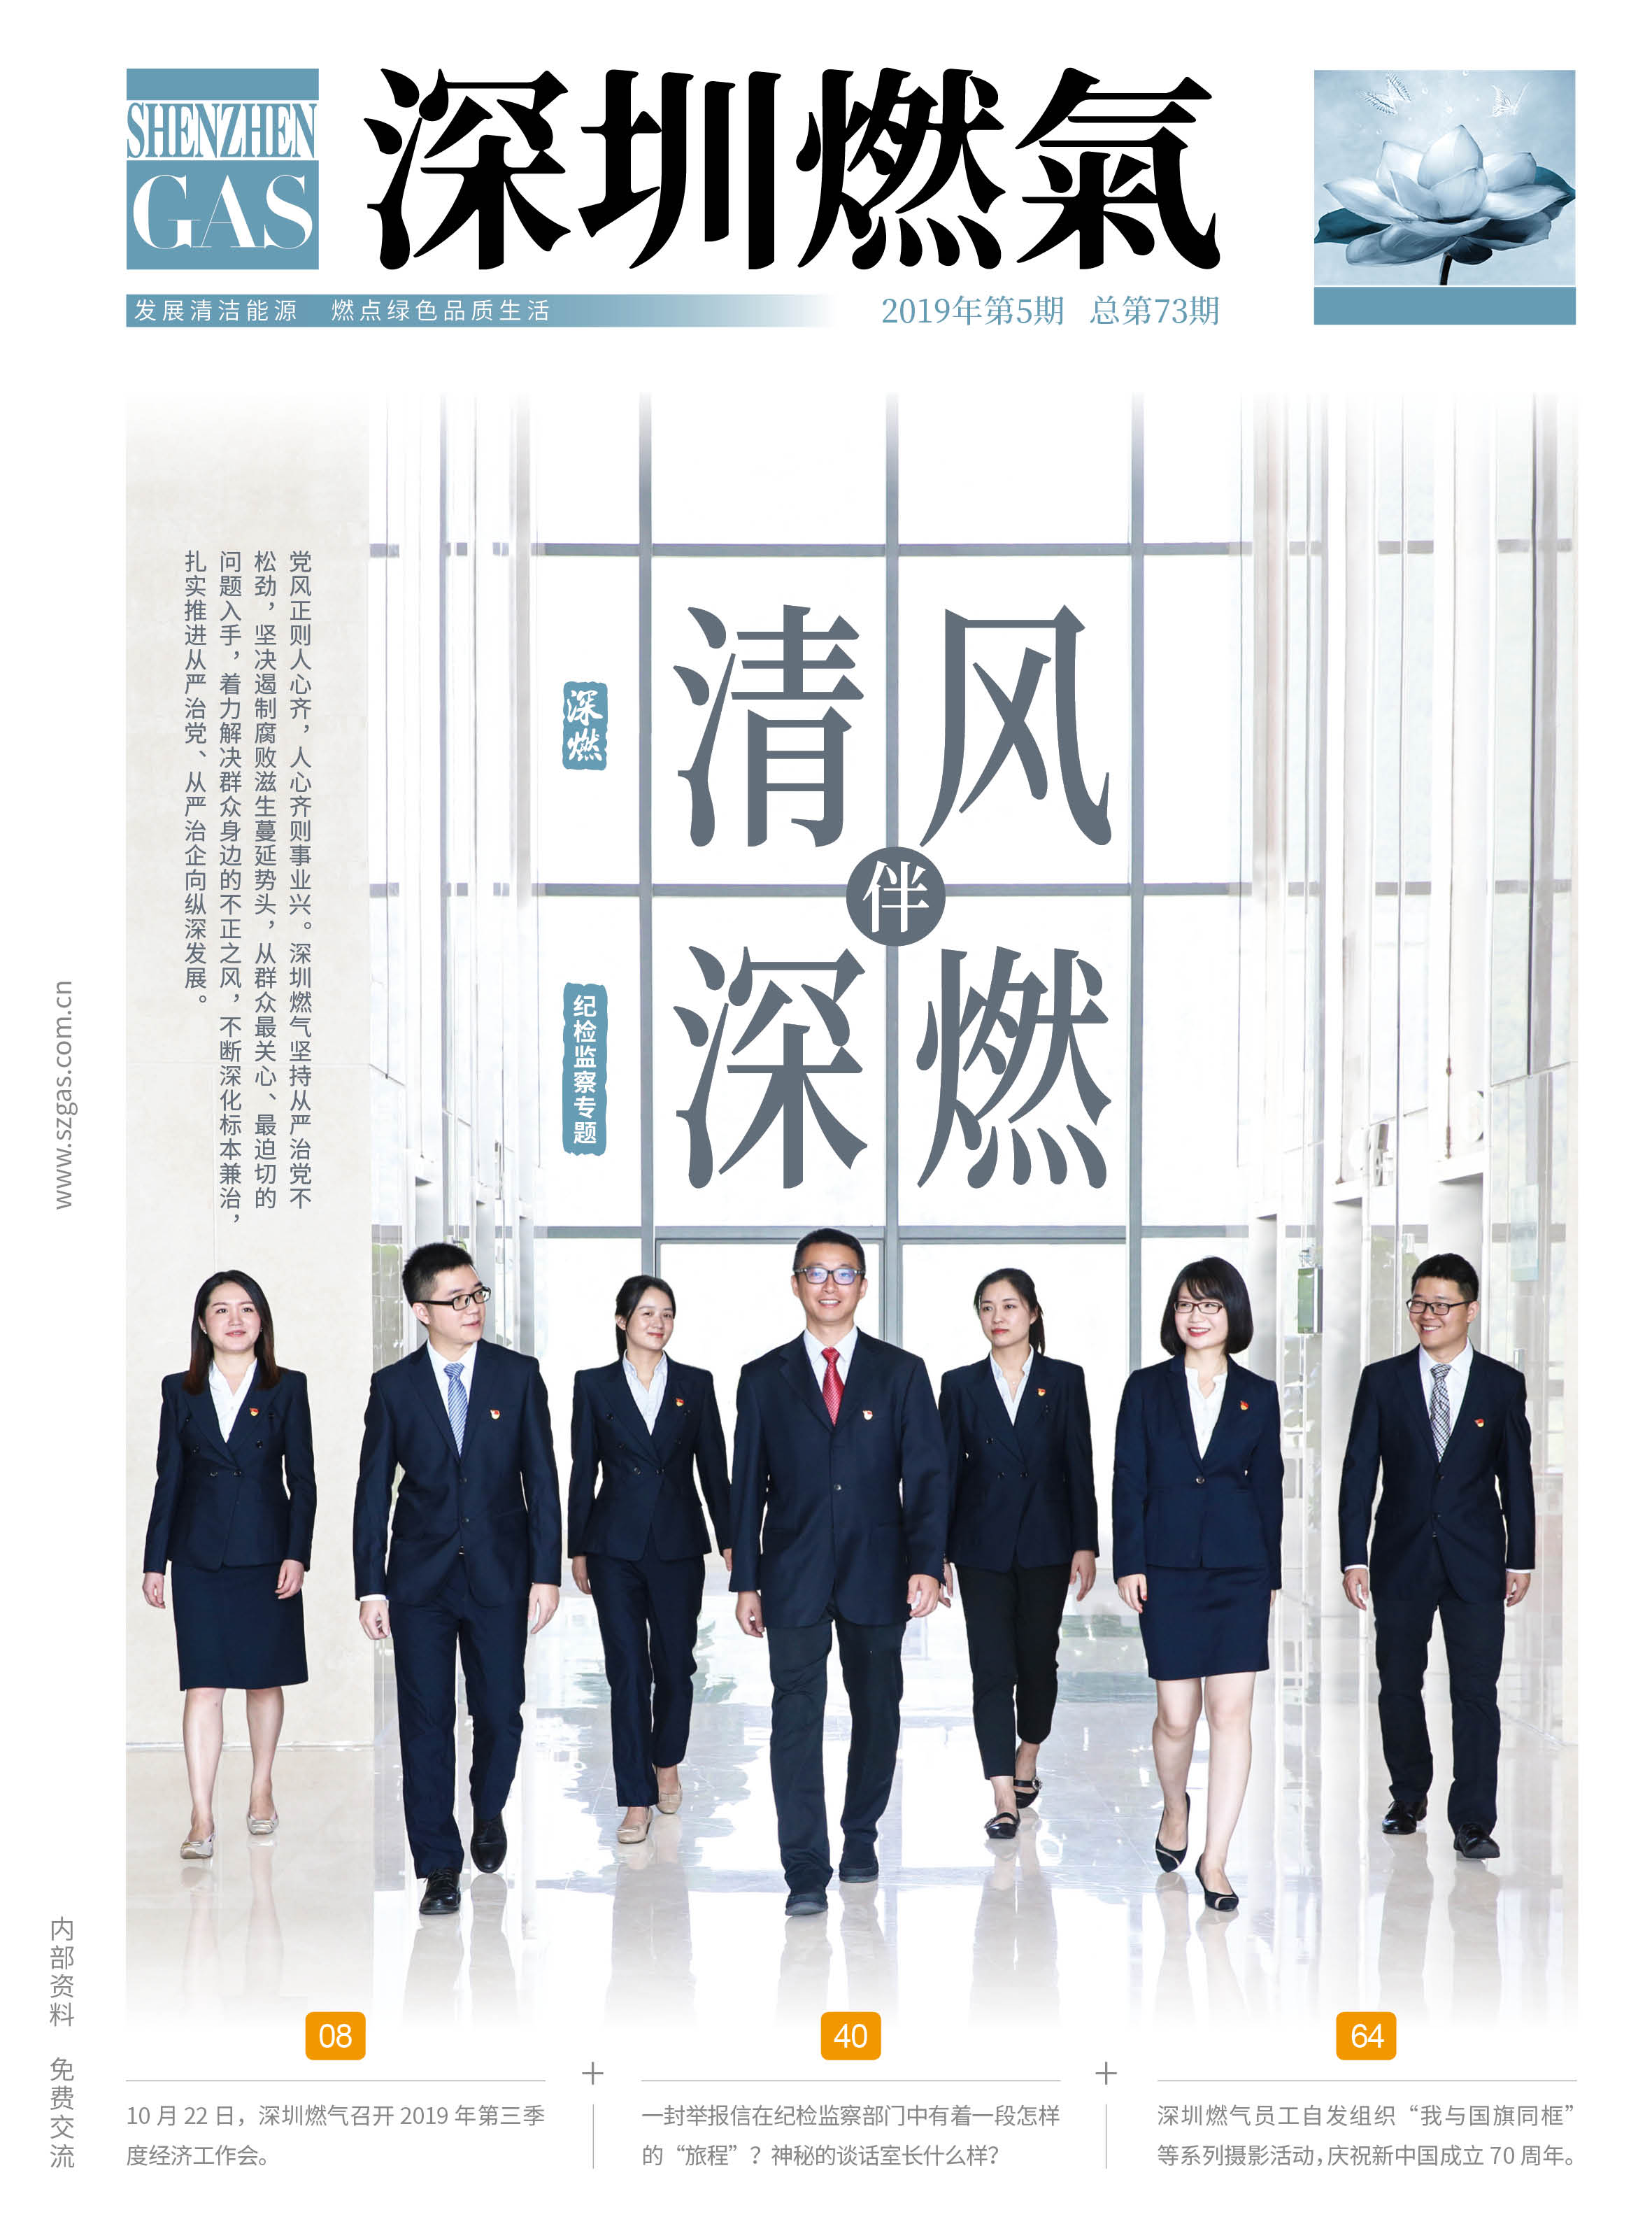 SHENZHEN
GAS
深圳燃氣
发展清洁能源 燃点绿色品质生活
2019年第5期 总第73期
清风
伴
深燃
深燃
纪检监察专题
党风正则人心齐，人心齐则事业兴。深圳燃气坚持从严治党不
松劲，坚决遏制腐败滋生蔓延势头，从群众最关心、最迫切的
问题入手，着力解决群众身边的不正之风，不断深化标本兼治，
扎实推进从严治党、从严治企向纵深发展。
www.szgas.com.cn
内部资料 免费交流
08
10 月 22 日，深圳燃气召开 2019 年第三季
度经济工作会。
40
一封举报信在纪检监察部门中有着一段怎样
的“旅程”？神秘的谈话室长什么样？
64
深圳燃气员工自发组织“我与国旗同框”
等系列摄影活动，庆祝新中国成立 70 周年。